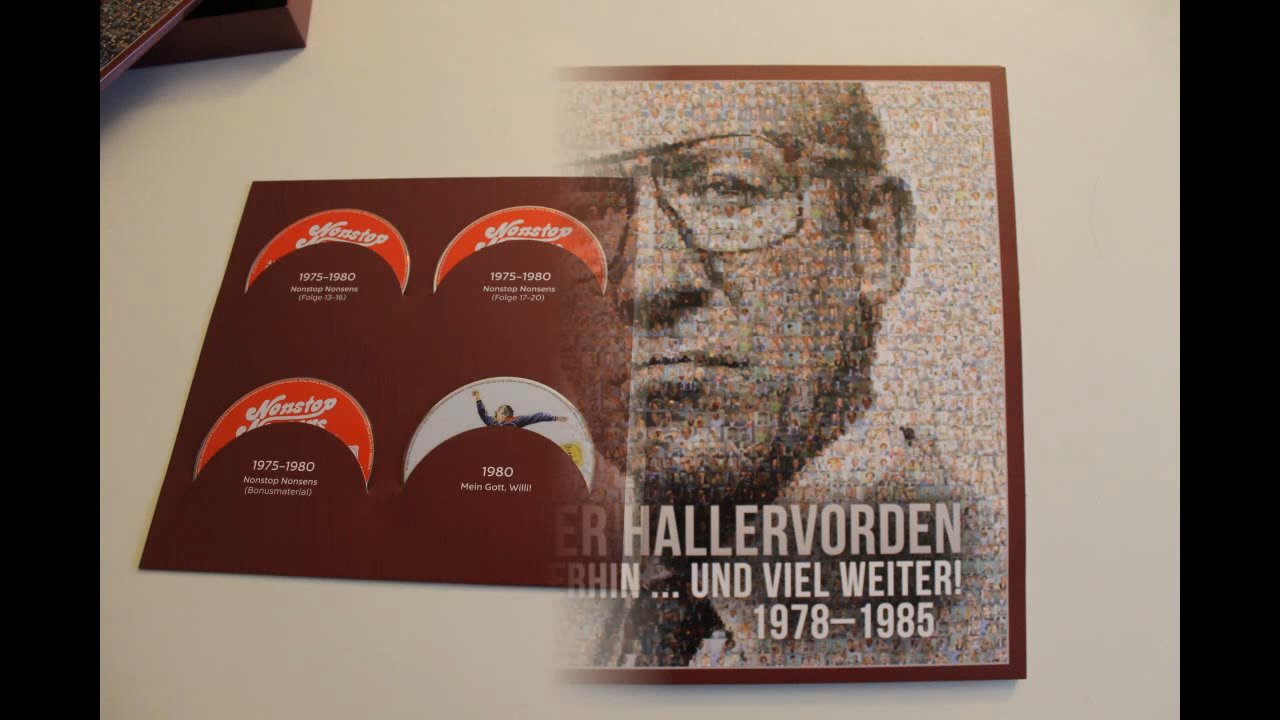 Nonstop
1975–1980
Nonstop Nonsens
(Folge 13-16)
Nonstop
1975–1980
Nonstop Nonsens
(Folge 17-20)
Nonstop
1975–1980
Nonstop Nonsens
(Bonusmaterial)
1980
Mein Gott, Willi!
ER HALLERVORDEN
ERHIN ... UND VIEL WEITER!
1978–1985